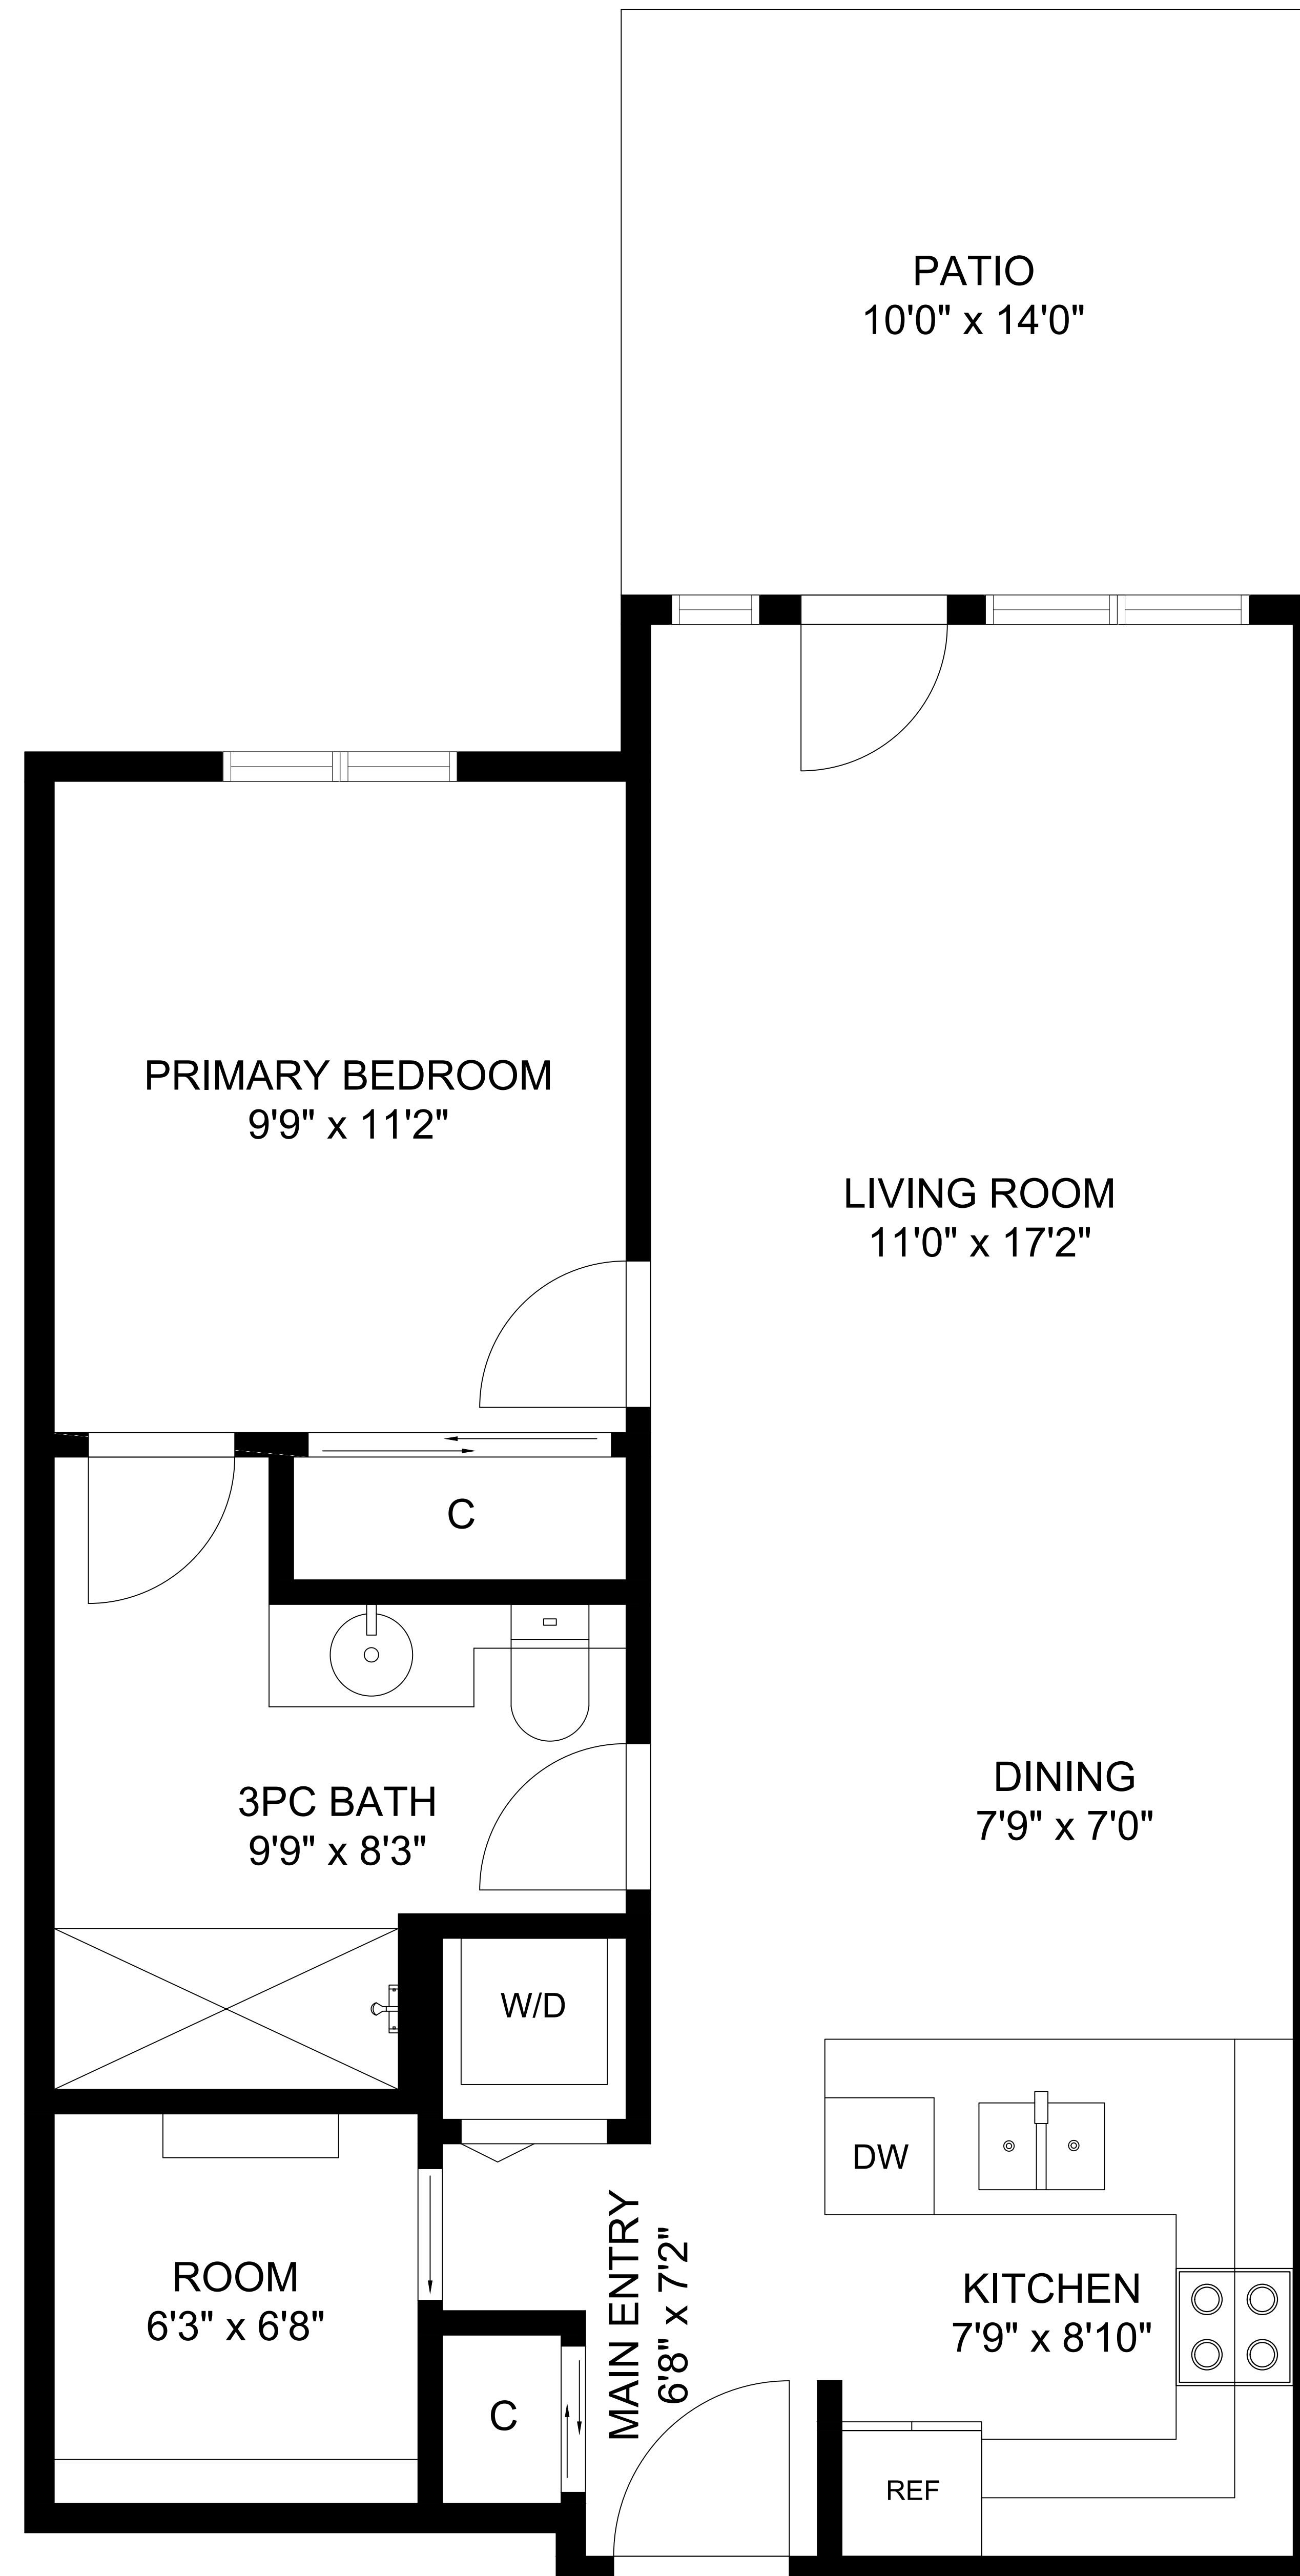 PATIO
10'0" x 14'0"
PRIMARY BEDROOM
9'9" x 11'2"
LIVING ROOM
11'0" x 17'2"
C
DINING
7'9" x 7'0"
3PC BATH
9'9" x 8'3"
W/D
DW
MAIN ENTRY
6'8" x 7'2"
ROOM
6'3" x 6'8"
KITCHEN
7'9" x 8'10"
C
REF